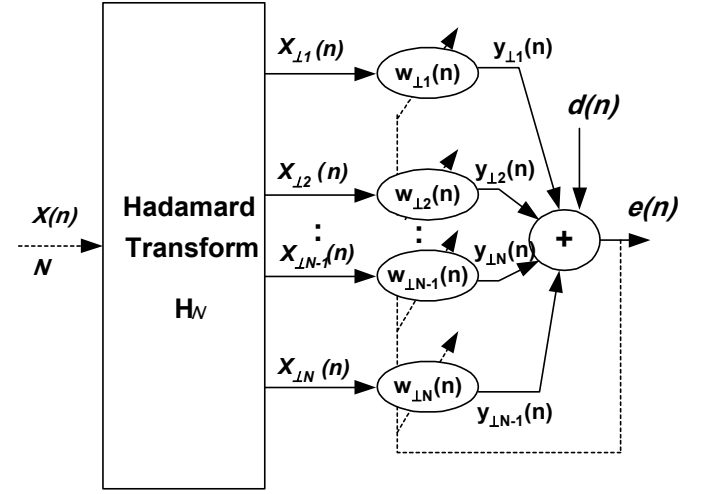 X⊥1(n)
w⊥1(n)
y⊥1(n)
d(n)
X⊥2 (n)
w⊥2(n)
y⊥2(n)
X(n)
N
Hadamard
Transform
HN
⋮
⋮
e(n)
+
X⊥N-1(n)
w⊥N-1(n)
y⊥N(n)
X⊥N (n)
w⊥N(n)
y⊥N-1(n)